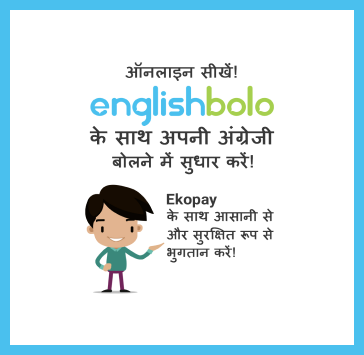 ऑनलाइन सीखें!
englishbolo
के साथ अपनी अंग्रेजी
बोलने में सुधार करें!
Ekopay
के साथ आसानी से
और सुरक्षित रूप से
भुगतान करें!